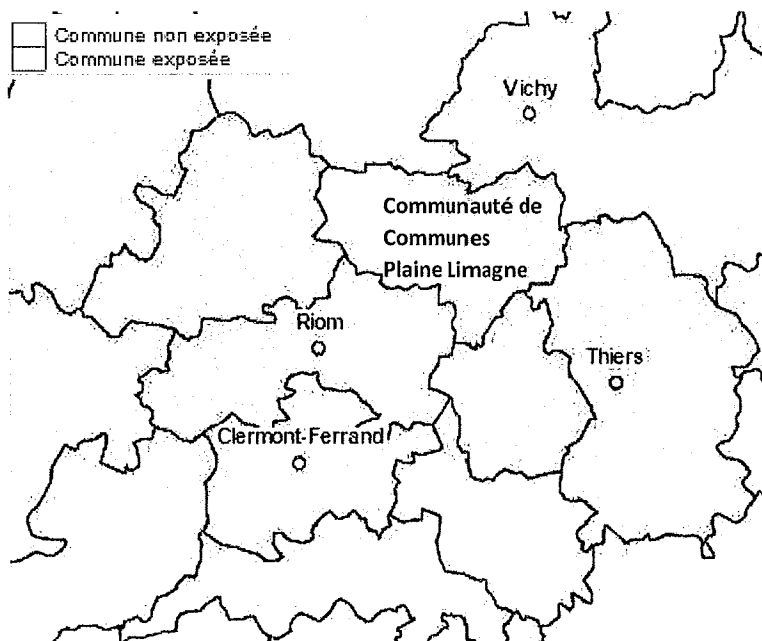 Commune non exposée
Commune exposée
Vichy
Communauté de
Communes
Plaine Limagne
Riom
Thiers
Clermont-Ferrand